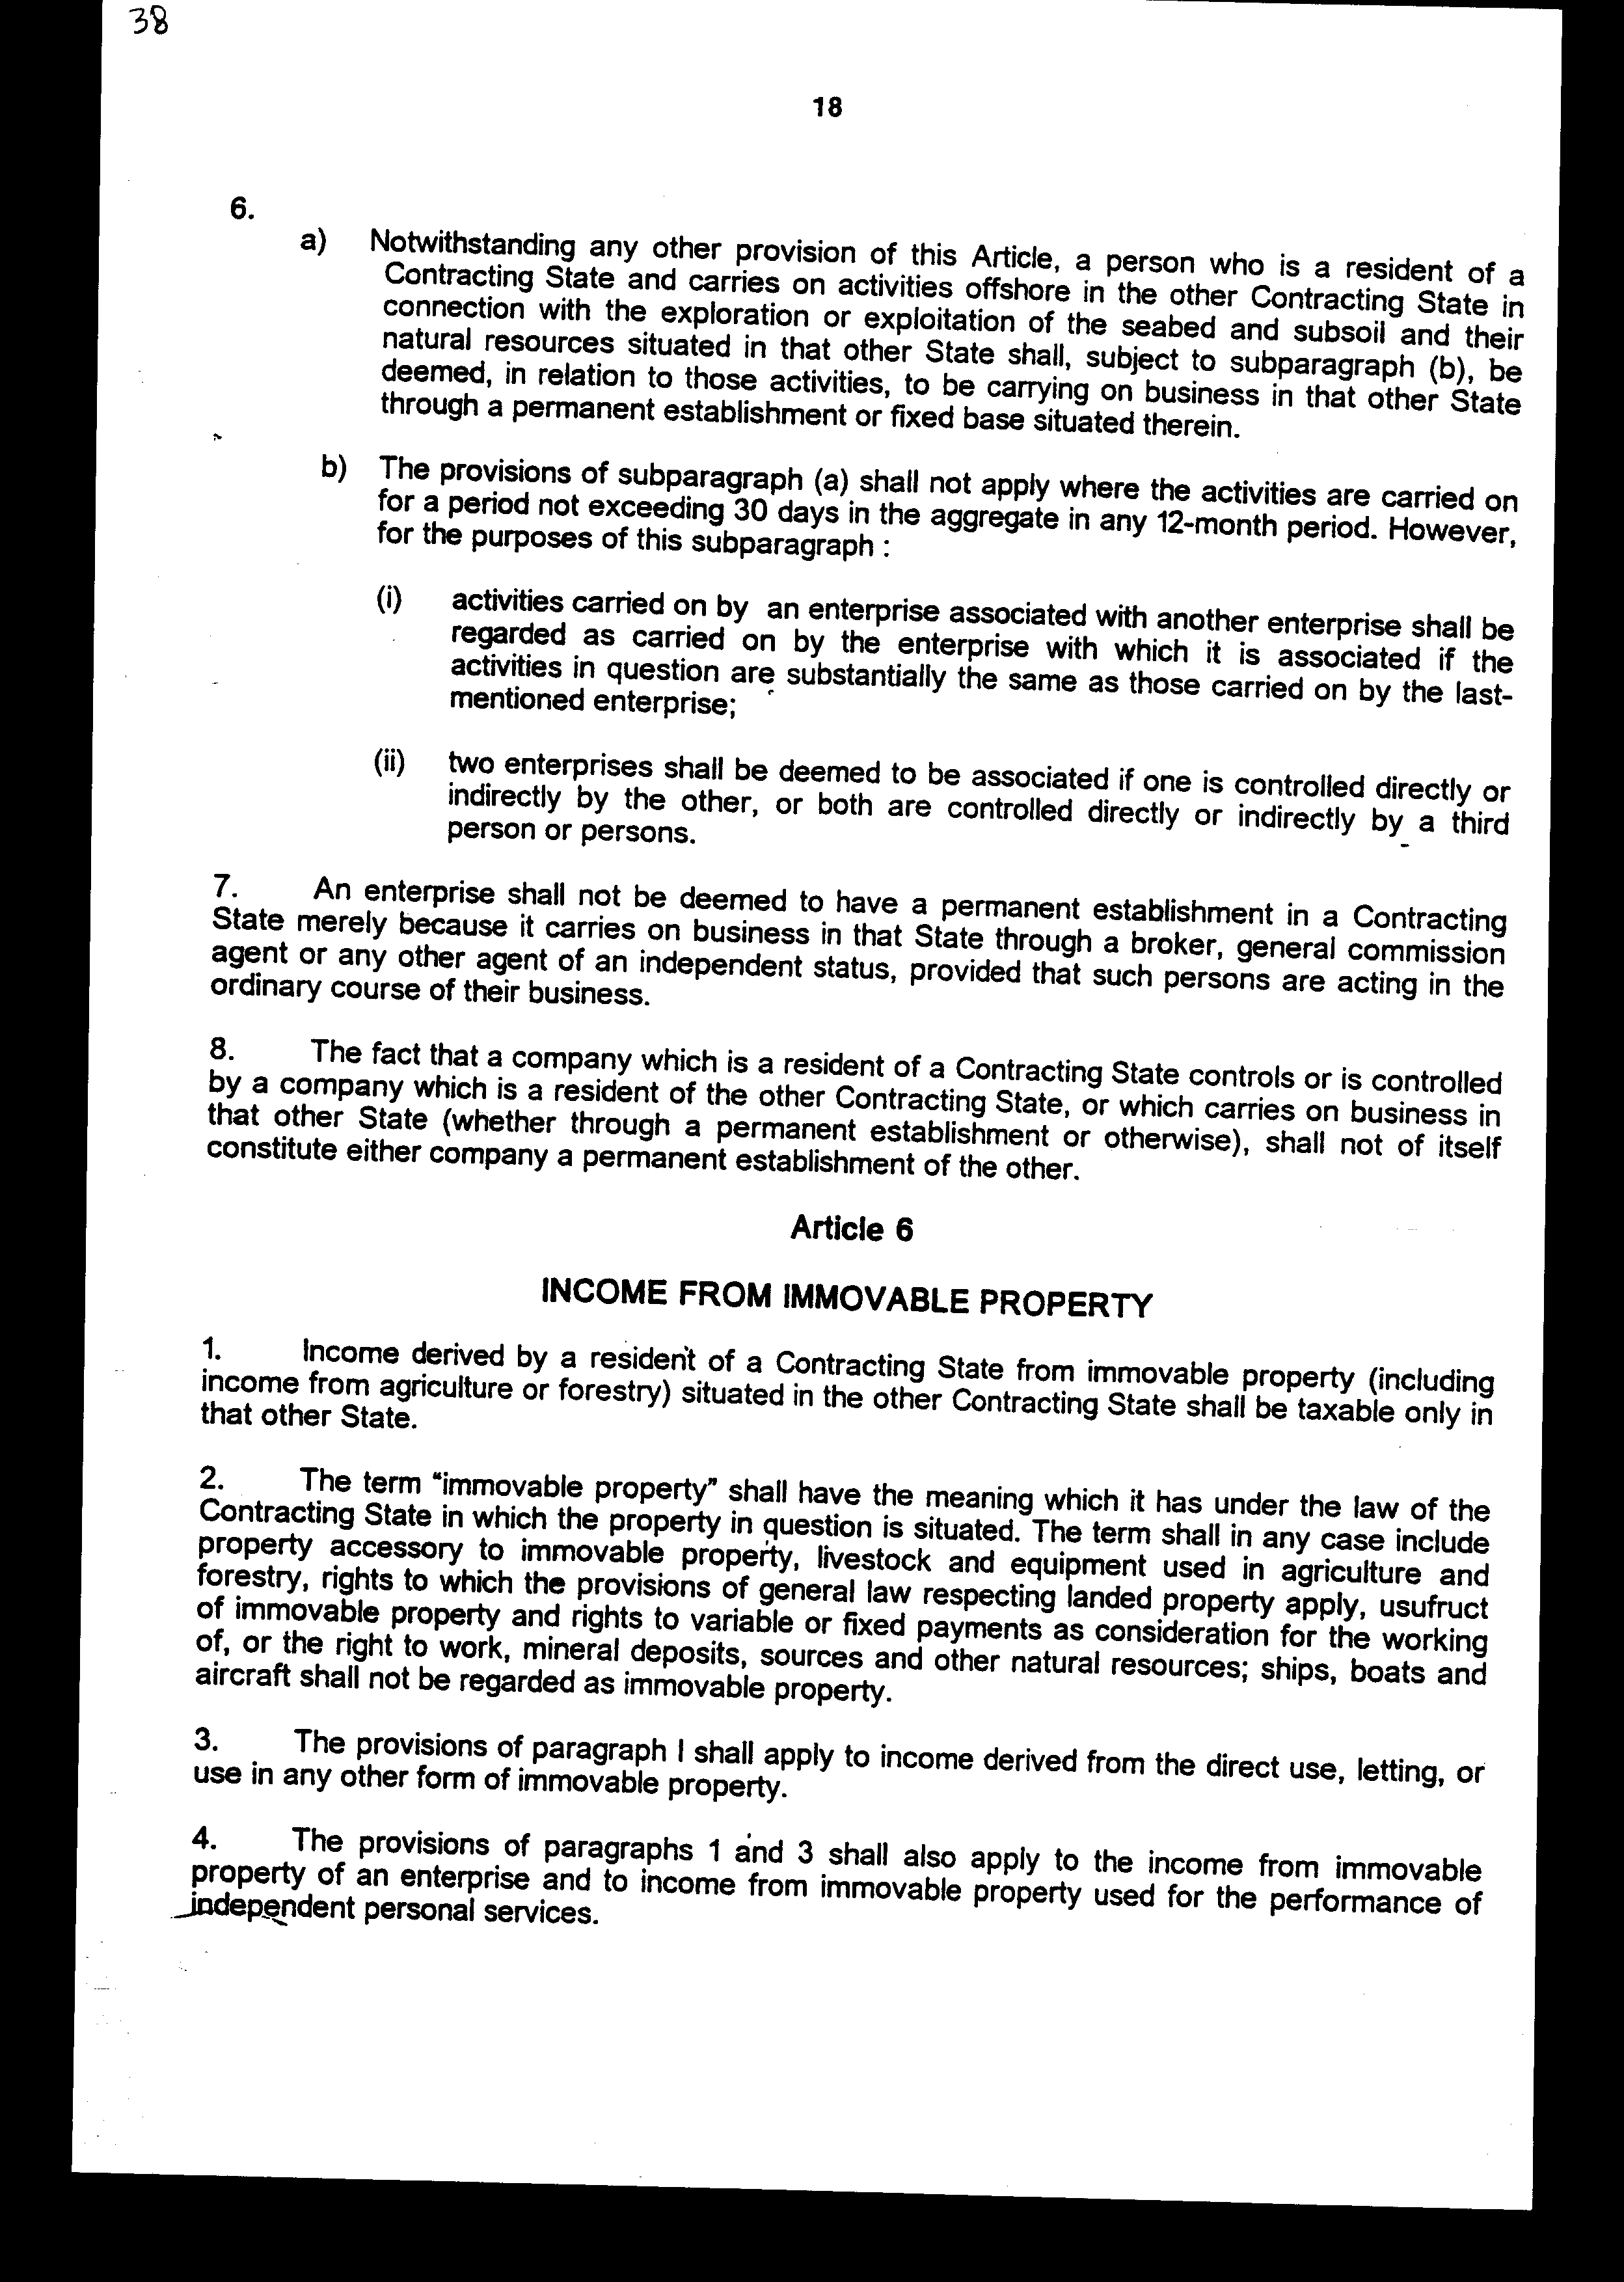 38
18
6.
a) Notwithstanding any other provision of this Article, a person who is a resident of a
Contracting State and carries on activities offshore in the other Contracting State in
connection with the exploration or exploitation of the seabed and subsoil and their
natural resources situated in that other State shall, subject to subparagraph (b), be
deemed, in relation to those activities, to be carrying on business in that other State
through a permanent establishment or fixed base situated therein.
b) The provisions of subparagraph (a) shall not apply where the activities are carried on
for a period not exceeding 30 days in the aggregate in any 12-month period. However,
for the purposes of this subparagraph :
(i) activities carried on by an enterprise associated with another enterprise shall be
regarded as carried on by the enterprise with which it is associated if the
activities in question are substantially the same as those carried on by the last-
mentioned enterprise;
(ii) two enterprises shall be deemed to be associated if one is controlled directly or
indirectly by the other, or both are controlled directly or indirectly by a third
person or persons.
7. An enterprise shall not be deemed to have a permanent establishment in a Contracting
State merely because it carries on business in that State through a broker, general commission
agent or any other agent of an independent status, provided that such persons are acting in the
ordinary course of their business.
8. The fact that a company which is a resident of a Contracting State controls or is controlled
by a company which is a resident of the other Contracting State, or which carries on business in
that other State (whether through a permanent establishment or otherwise), shall not of itself
constitute either company a permanent establishment of the other.
Article 6
INCOME FROM IMMOVABLE PROPERTY
1. Income derived by a resident of a Contracting State from immovable property (including
income from agriculture or forestry) situated in the other Contracting State shall be taxable only in
that other State.
2. The term “immovable property” shall have the meaning which it has under the law of the
Contracting State in which the property in question is situated. The term shall in any case include
property accessory to immovable property, livestock and equipment used in agriculture and
forestry, rights to which the provisions of general law respecting landed property apply, usufruct
of immovable property and rights to variable or fixed payments as consideration for the working
of, or the right to work, mineral deposits, sources and other natural resources; ships, boats and
aircraft shall not be regarded as immovable property.
3. The provisions of paragraph I shall apply to income derived from the direct use, letting, or
use in any other form of immovable property.
4. The provisions of paragraphs 1 and 3 shall also apply to the income from immovable
property of an enterprise and to income from immovable property used for the performance of
independent personal services.